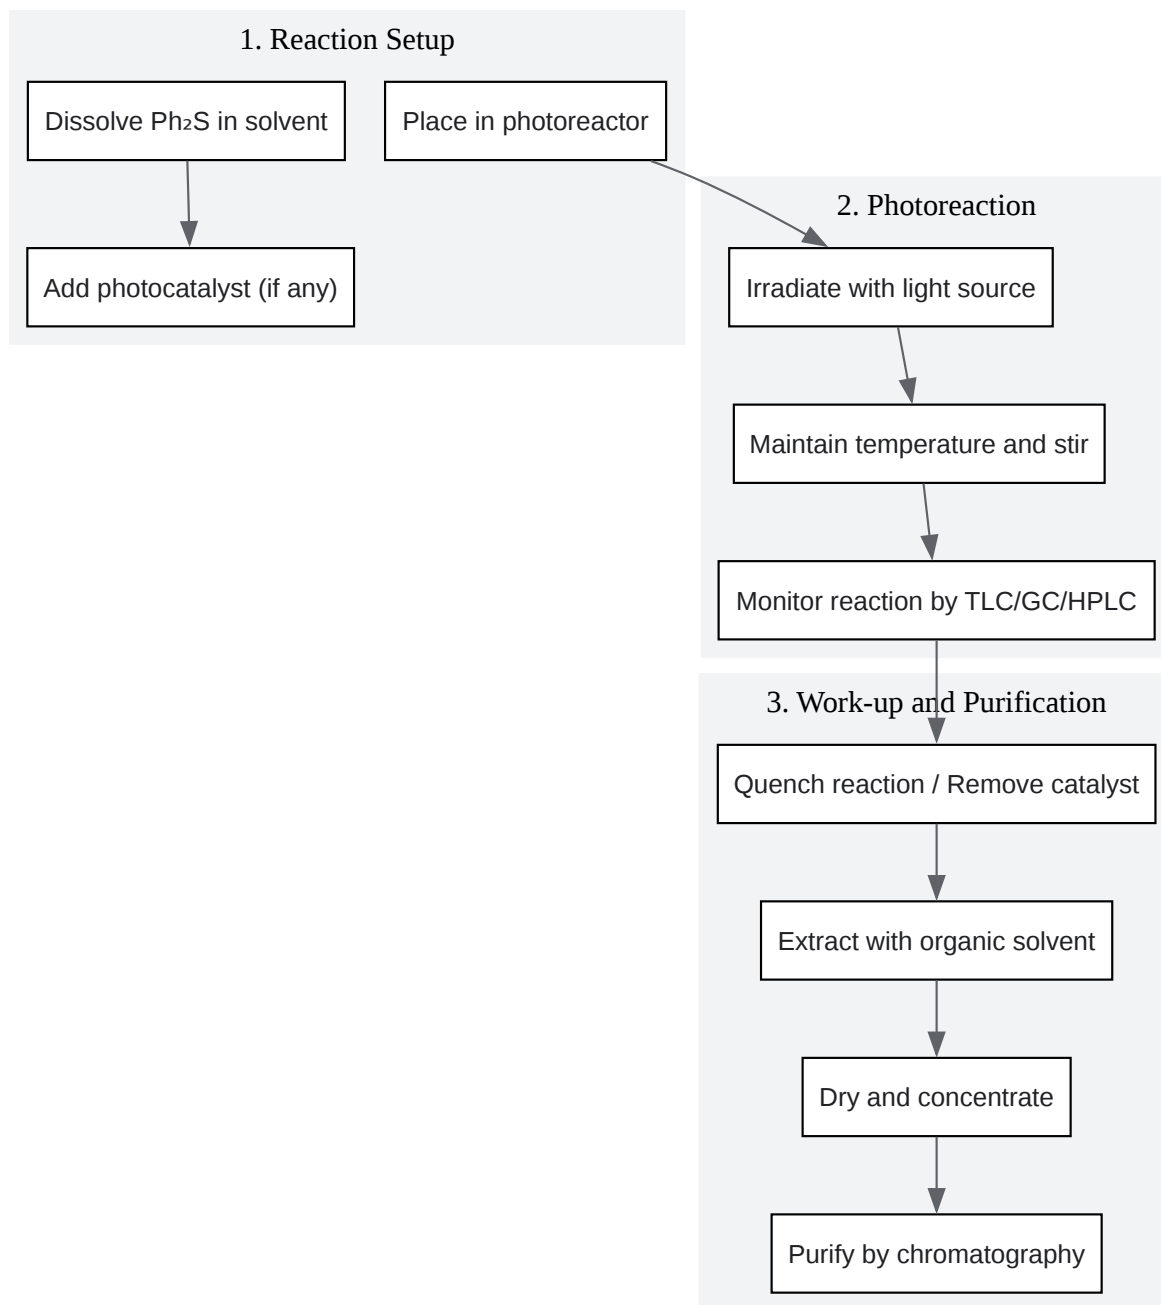 1. Reaction Setup
Dissolve Ph₂S in solvent
Place in photoreactor
Add photocatalyst (if any)
2. Photoreaction
Irradiate with light source
Maintain temperature and stir
Monitor reaction by TLC/GC/HPLC
3. Work-up and Purification
Quench reaction / Remove catalyst
Extract with organic solvent
Dry and concentrate
Purify by chromatography